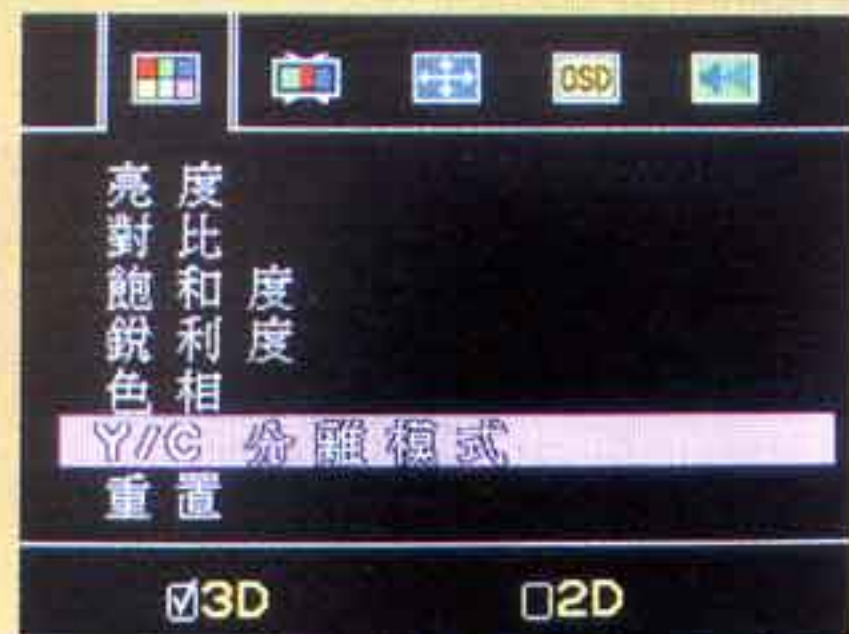 OSD
亮度
對比
飽和度
銳利度
色相
Y/C 分離模式
重置
☑3D ☐2D